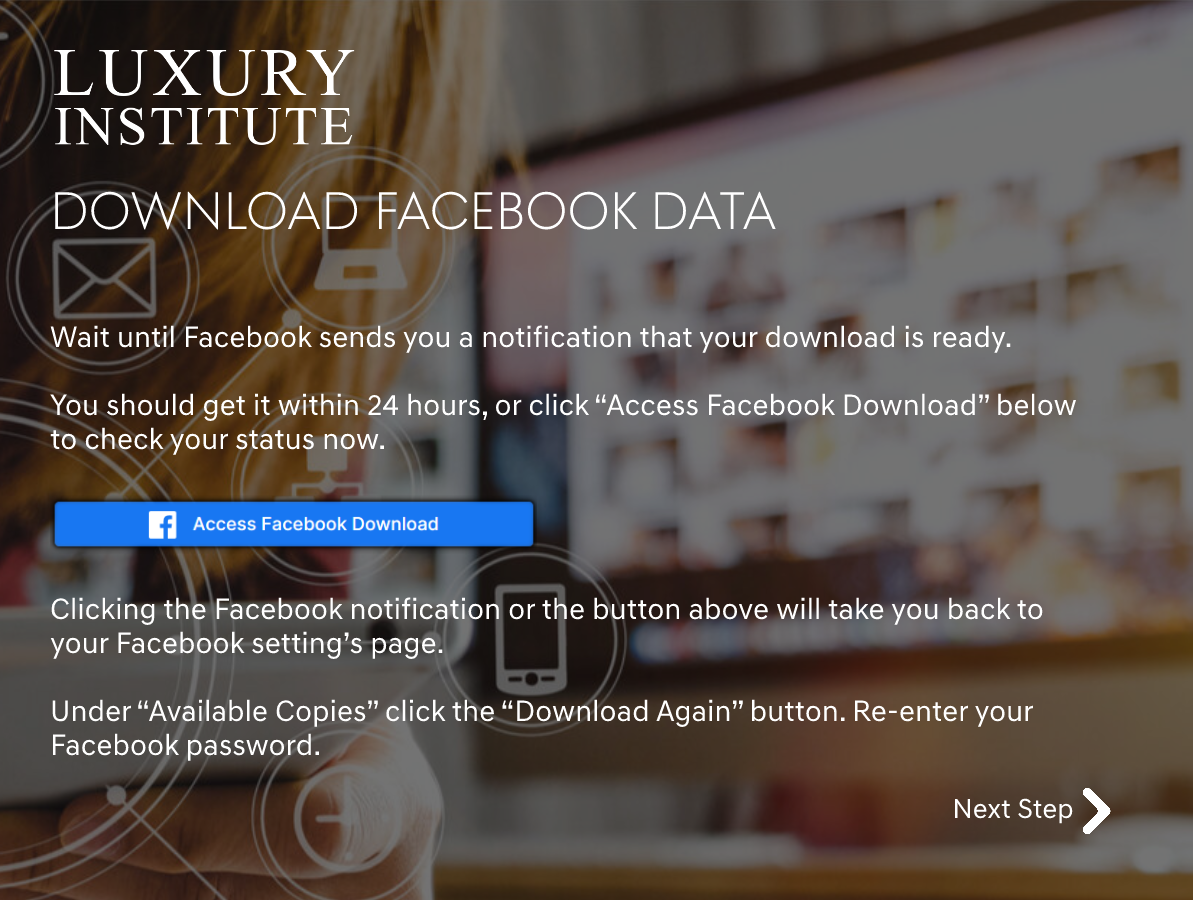 LUXURY
INSTITUTE
DOWNLOAD FACEBOOK DATA
Wait until Facebook sends you a notification that your download is ready.
You should get it within 24 hours, or click “Access Facebook Download” below
to check your status now.
Access Facebook Download
Clicking the Facebook notification or the button above will take you back to
your Facebook setting’s page.
Under “Available Copies” click the “Download Again” button. Re-enter your
Facebook password.
Next Step